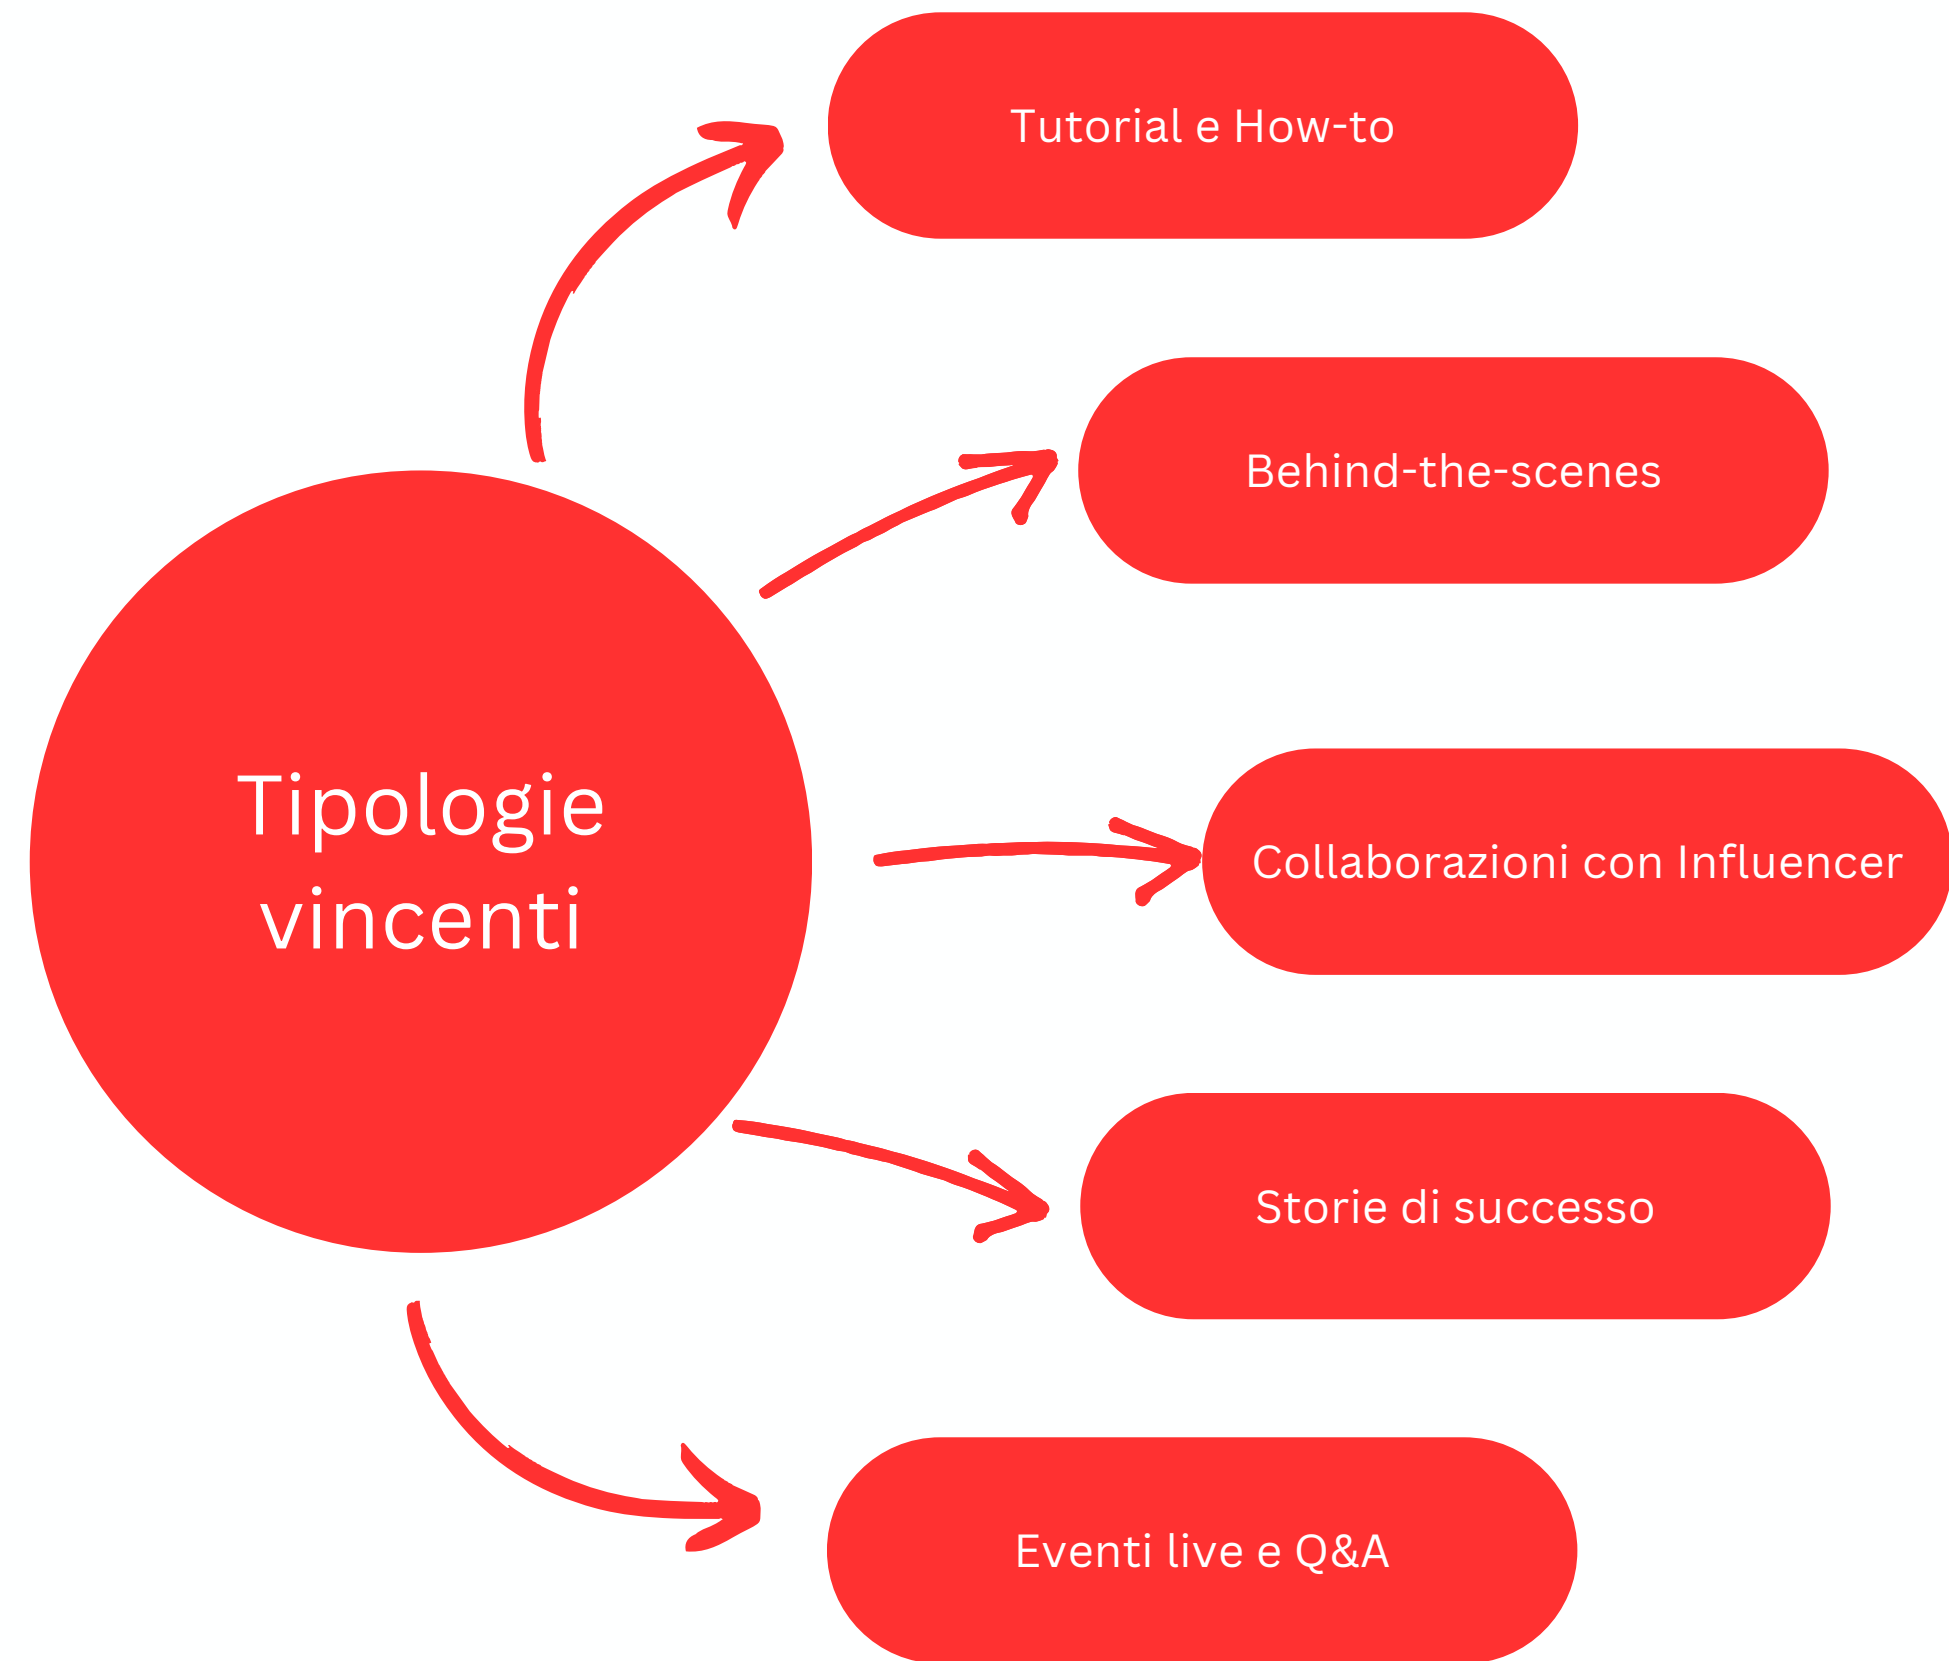 Tutorial e How-to
Behind-the-scenes
Tipologie
vincenti
Collaborazioni con Influencer
Storie di successo
Eventi live e Q&A